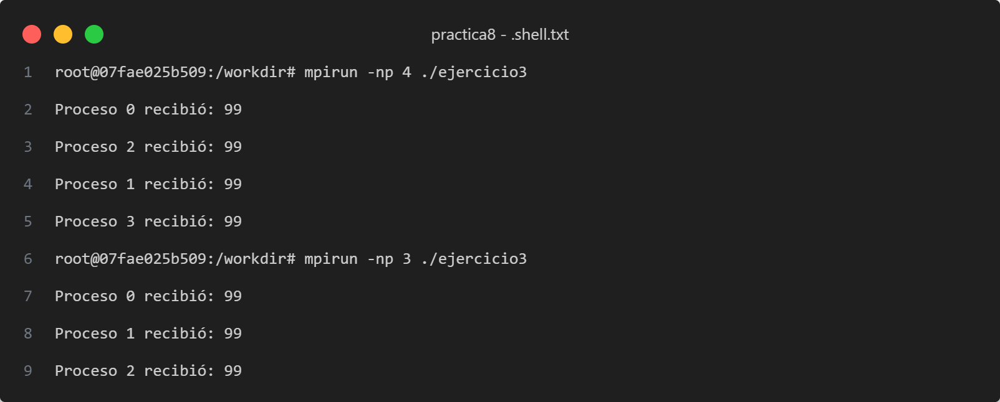 practica8 - .shell.txt
1 root@07fae025b509:/workdir# mpirun -np 4 ./ejercicio3
2 Proceso 0 recibió: 99
3 Proceso 2 recibió: 99
4 Proceso 1 recibió: 99
5 Proceso 3 recibió: 99
6 root@07fae025b509:/workdir# mpirun -np 3 ./ejercicio3
7 Proceso 0 recibió: 99
8 Proceso 1 recibió: 99
9 Proceso 2 recibió: 99